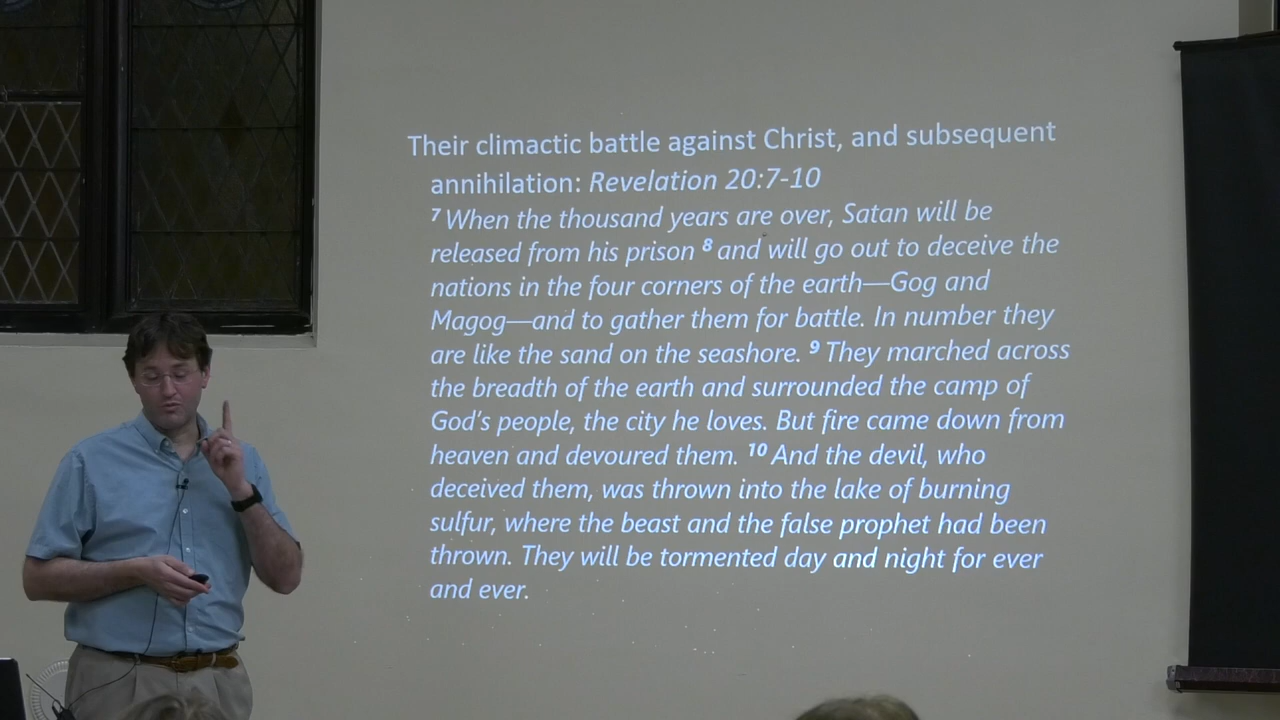 Their climactic battle against Christ, and subsequent
annihilation: Revelation 20:7-10
7 When the thousand years are over, Satan will be
released from his prison 8 and will go out to deceive the
nations in the four corners of the earth—Gog and
Magog—and to gather them for battle. In number they
are like the sand on the seashore. 9 They marched across
the breadth of the earth and surrounded the camp of
God's people, the city he loves. But fire came down from
heaven and devoured them. 10 And the devil, who
deceived them, was thrown into the lake of burning
sulfur, where the beast and the false prophet had been
thrown. They will be tormented day and night for ever
and ever.